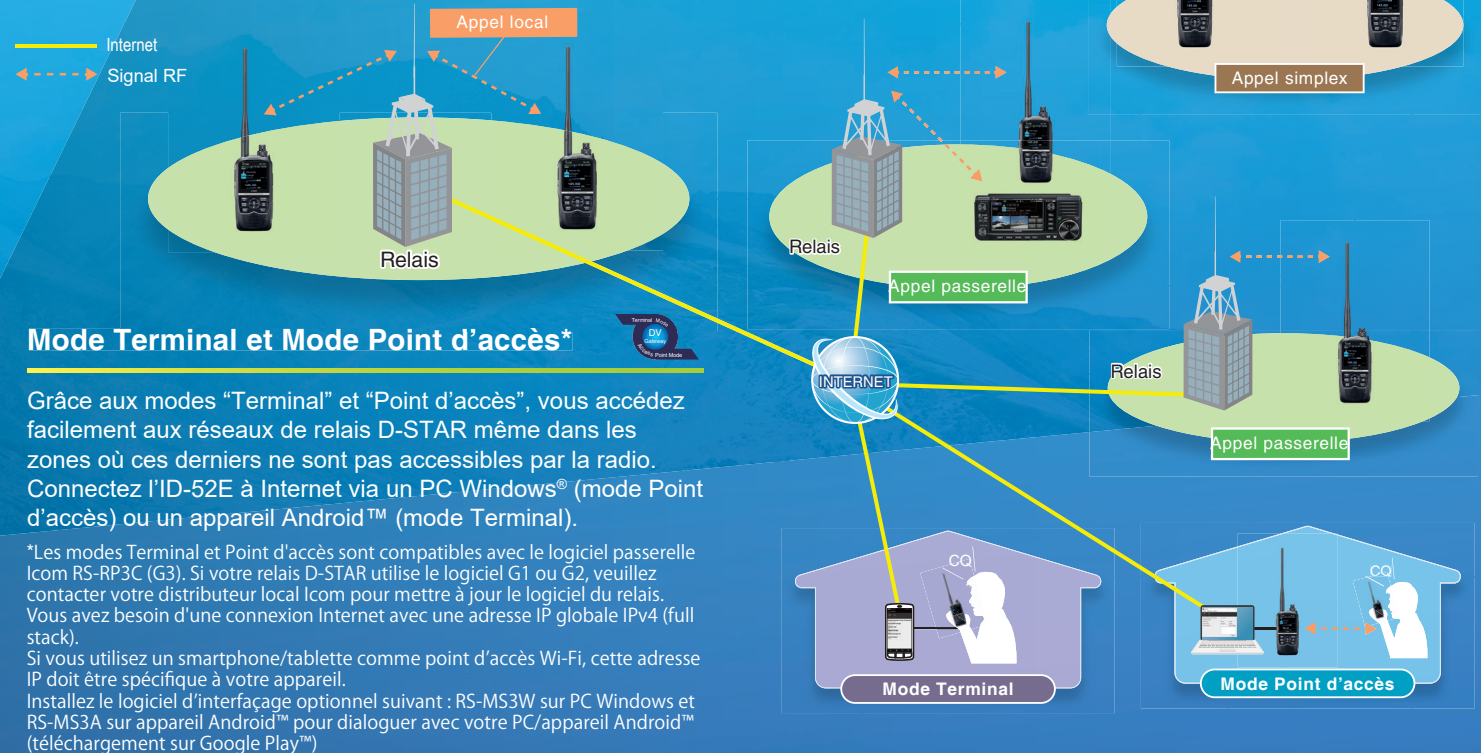 Appel local
Internet
Signal RF
Appel simplex
Relais
Relais
Appel passerelle
Relais
Appel passerelle
INTERNET
Mode Terminal et Mode Point d’accès*
Terminal Mode
DV
Gateway
Access Point Mode
Grâce aux modes “Terminal” et “Point d’accès”, vous accédez
facilement aux réseaux de relais D-STAR même dans les
zones où ces derniers ne sont pas accessibles par la radio.
Connectez l’ID-52E à Internet via un PC Windows® (mode Point
d’accès) ou un appareil Android™ (mode Terminal).
*Les modes Terminal et Point d'accès sont compatibles avec le logiciel passerelle
Icom RS-RP3C (G3). Si votre relais D-STAR utilise le logiciel G1 ou G2, veuillez
contacter votre distributeur local Icom pour mettre à jour le logiciel du relais.
Vous avez besoin d'une connexion Internet avec une adresse IP globale IPv4 (full
stack).
Si vous utilisez un smartphone/tablette comme point d’accès Wi-Fi, cette adresse
IP doit être spécifique à votre appareil.
Installez le logiciel d’interfaçage optionnel suivant : RS-MS3W sur PC Windows et
RS-MS3A sur appareil Android™ pour dialoguer avec votre PC/appareil Android™
(téléchargement sur Google Play™)
CQ
Mode Terminal
CQ
Mode Point d’accès